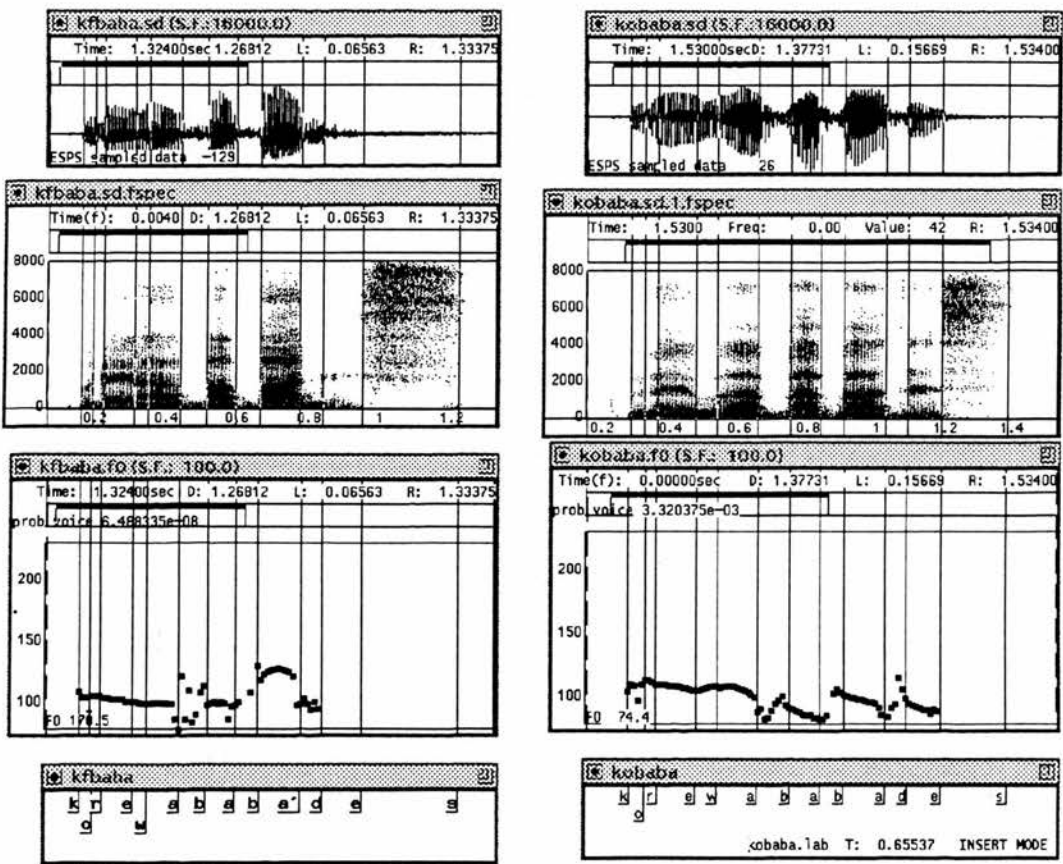 kfbaba.sd (S.F.:16000.0)
Time: 1.32400sec 1.26812 L: 0.06563 R: 1.33375
ESPS sampled data -129
kfbaba.sd.fspec
Time(f): 0.0040 D: 1.26812 L: 0.06563 R: 1.33375
8000
6000
4000
2000
0
0.2 0.4 0.6 0.8 1 1.2
kfbaba.f0 (S.F.: 100.0)
Time: 1.32400sec D: 1.26812 L: 0.06563 R: 1.33375
prob_voice 6.488335e-08
200
150
100
F0 170.5
kfbaba
k r e a b a b a' d e s
o w
kobaba.sd (S.F.:16000.0)
Time: 1.53000secD: 1.37731 L: 0.15669 R: 1.53400
ESPS sampled data 26
kobaba.sd.1.fspec
Time: 1.5300 Freq: 0.00 Value: 42 R: 1.53400
8000
6000
4000
2000
0
0.2 0.4 0.6 0.8 1 1.2 1.4
kobaba.f0 (S.F.: 100.0)
Time(f): 0.00000sec D: 1.37731 L: 0.15669 R: 1.53400
prob_voice 3.320375e-03
200
150
100
F0 74.4
kobaba
k r e w a b a b a d e s
o
kobaba.lab T: 0.65537 INSERT MODE